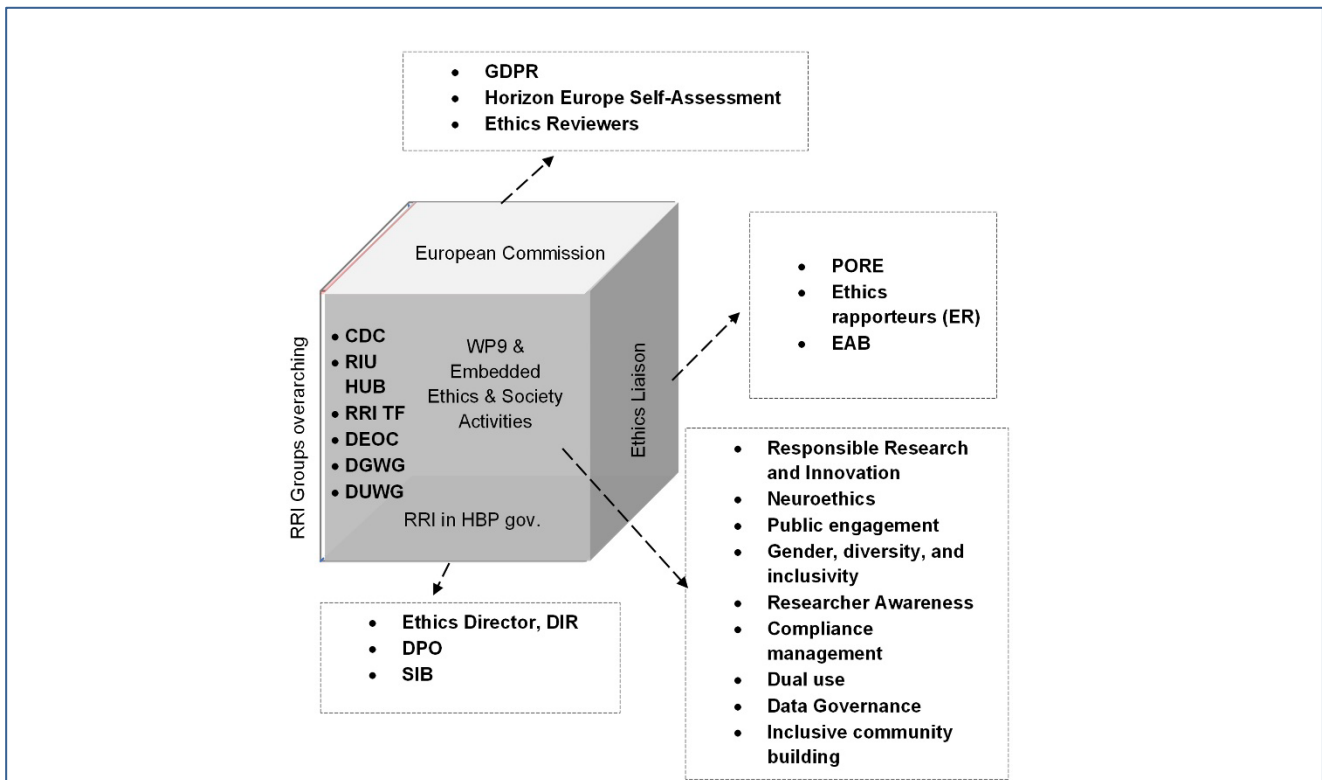 • GDPR
• Horizon Europe Self-Assessment
• Ethics Reviewers
European Commission
• PORE
• Ethics
rapporteurs (ER)
• EAB
RRI Groups overarching
• CDC
• RIU
HUB
• RRI TF
• DEOC
• DGWG
• DUWG
WP9 &
Embedded
Ethics & Society
Activities
RRI in HBP gov.
Ethics Liaison
• Responsible Research
and Innovation
• Neuroethics
• Public engagement
• Gender, diversity, and
inclusivity
• Researcher Awareness
• Compliance
management
• Dual use
• Data Governance
• Inclusive community
building
• Ethics Director, DIR
• DPO
• SIB